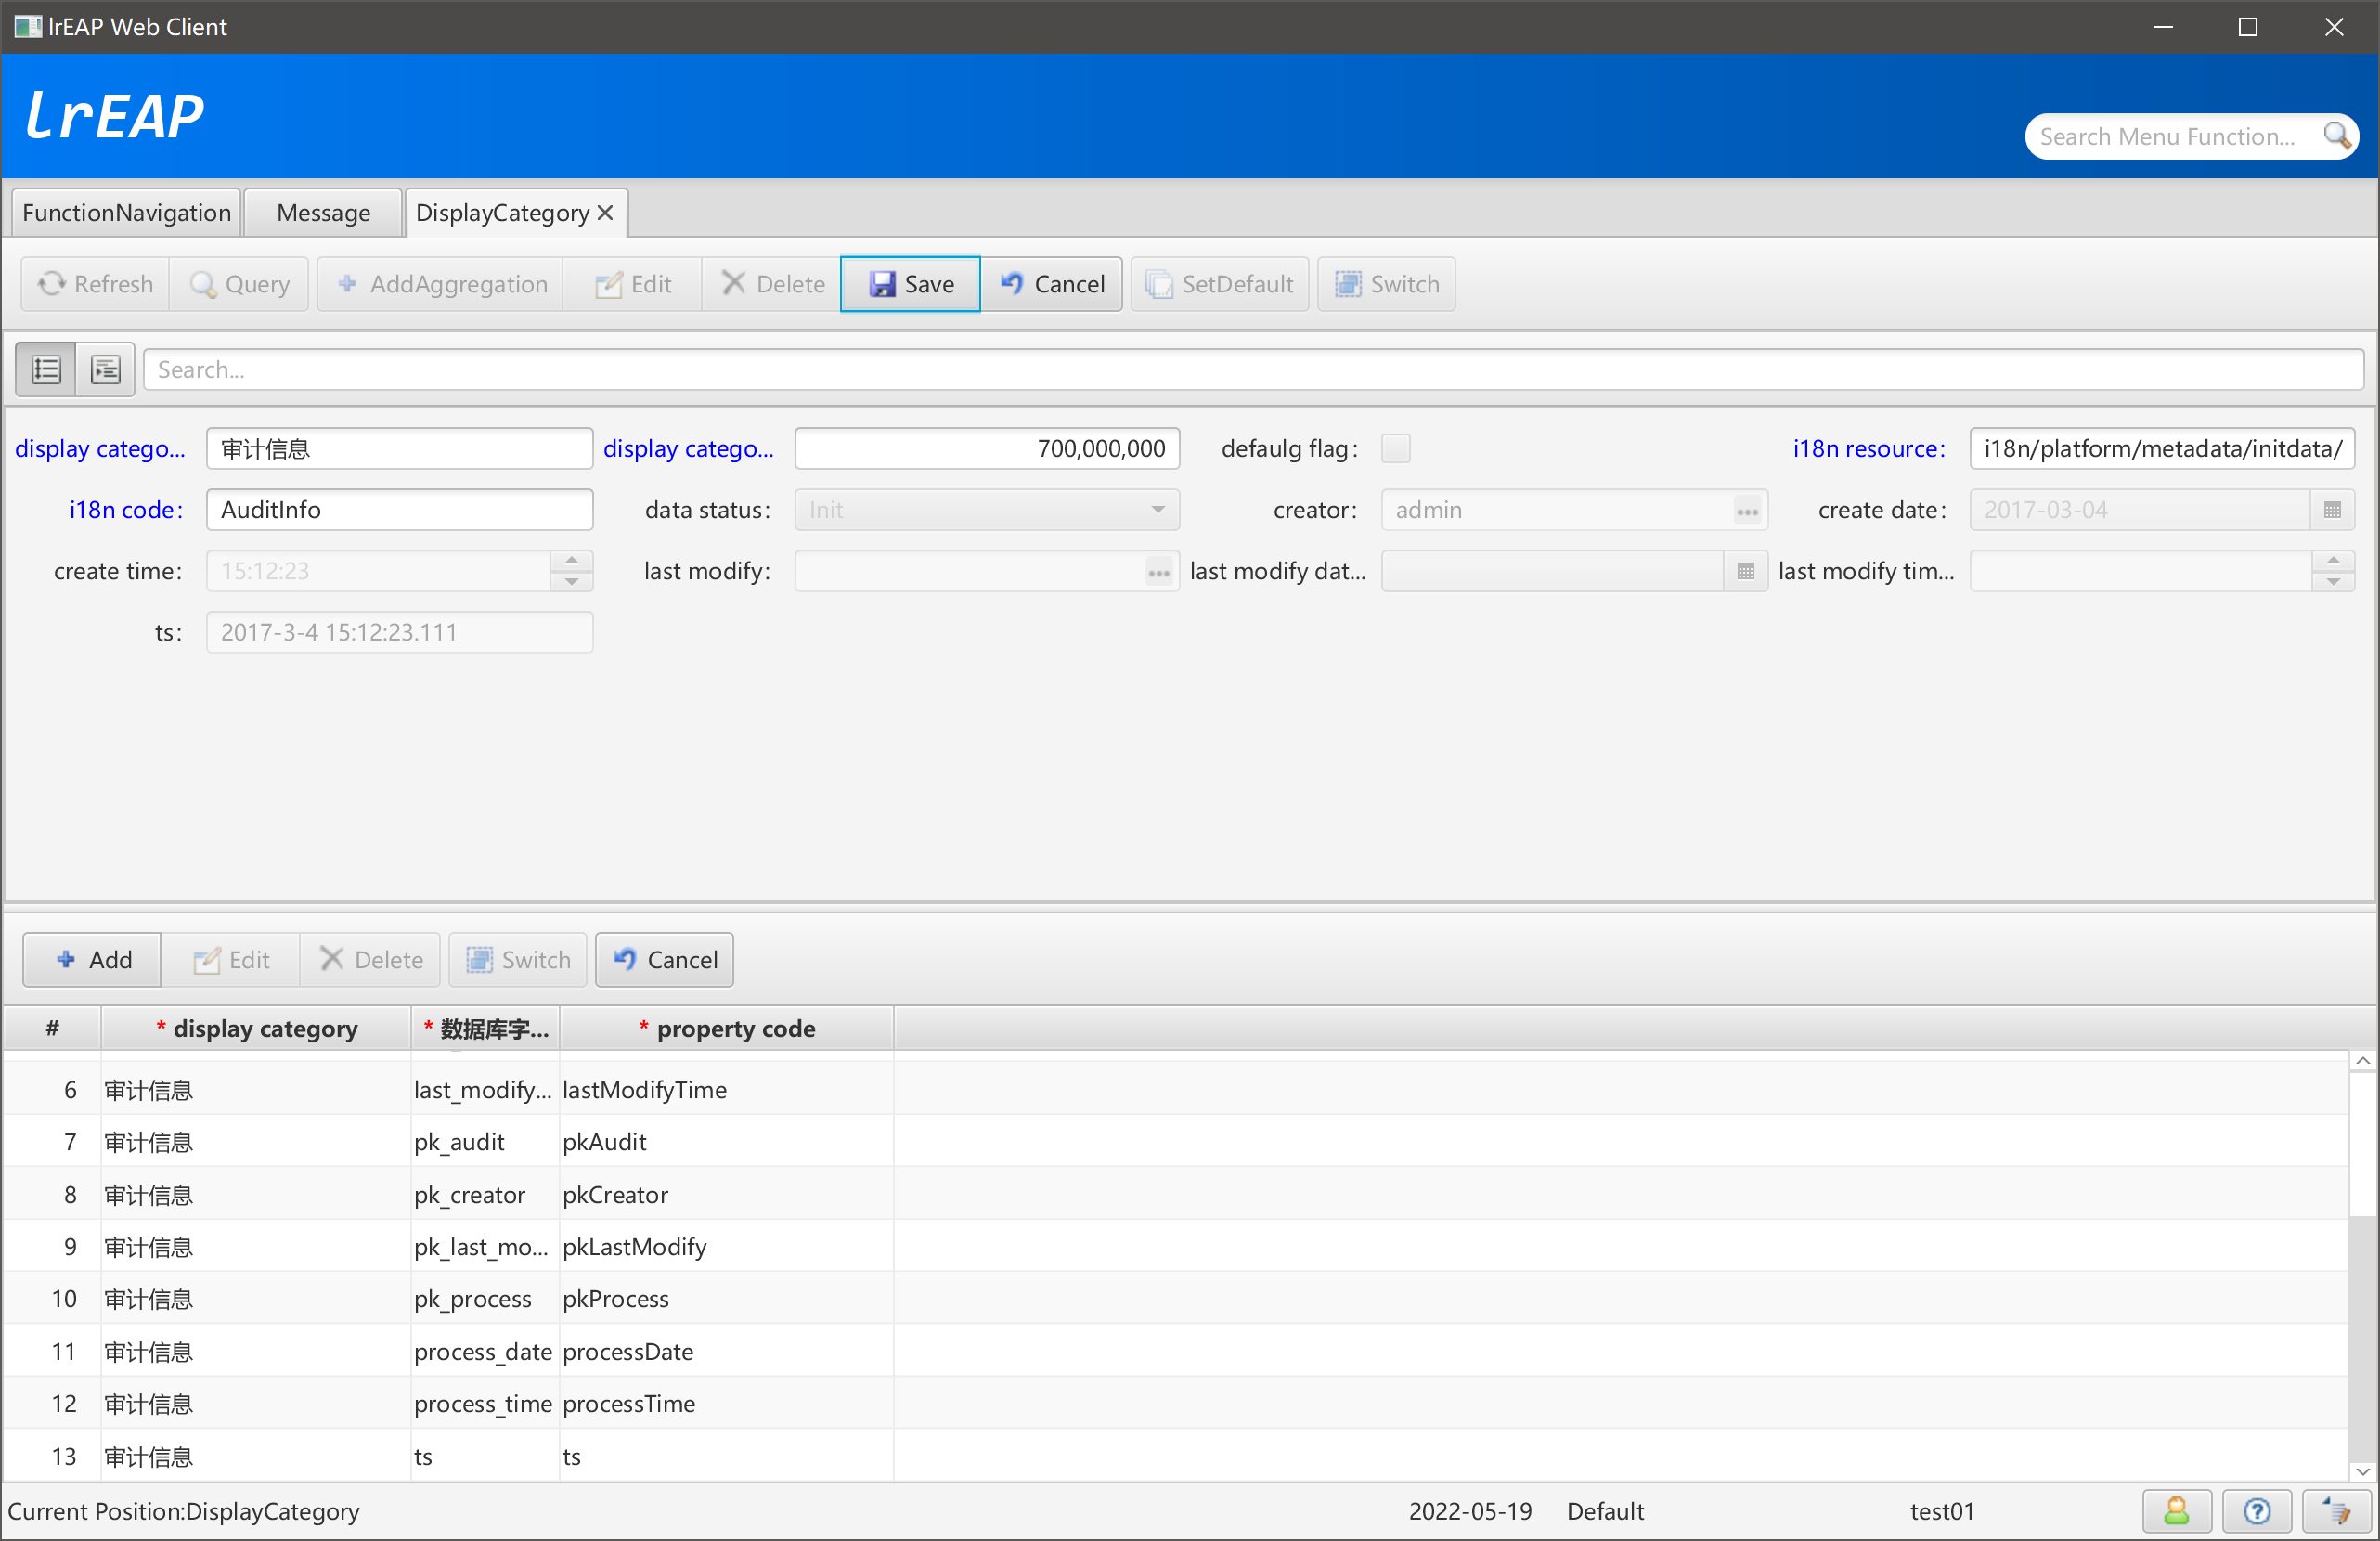 lrEAP Web Client
lrEAP
Search Menu Function...
FunctionNavigation Message DisplayCategory
Refresh Query AddAggregation Edit Delete Save Cancel SetDefault Switch
Search...
display catego... 审计信息 display catego... 700,000,000 defaulg flag: i18n resource: i18n/platform/metadata/initdata/
i18n code: AuditInfo data status: Init creator: admin create date: 2017-03-04
create time: 15:12:23 last modify: last modify dat... last modify tim...
ts: 2017-3-4 15:12:23.111
Add Edit Delete Switch Cancel
# * display category * 数据库字... * property code
6 审计信息 last_modify... lastModifyTime
7 审计信息 pk_audit pkAudit
8 审计信息 pk_creator pkCreator
9 审计信息 pk_last_mo... pkLastModify
10 审计信息 pk_process pkProcess
11 审计信息 process_date processDate
12 审计信息 process_time processTime
13 审计信息 ts ts
Current Position:DisplayCategory 2022-05-19 Default test01